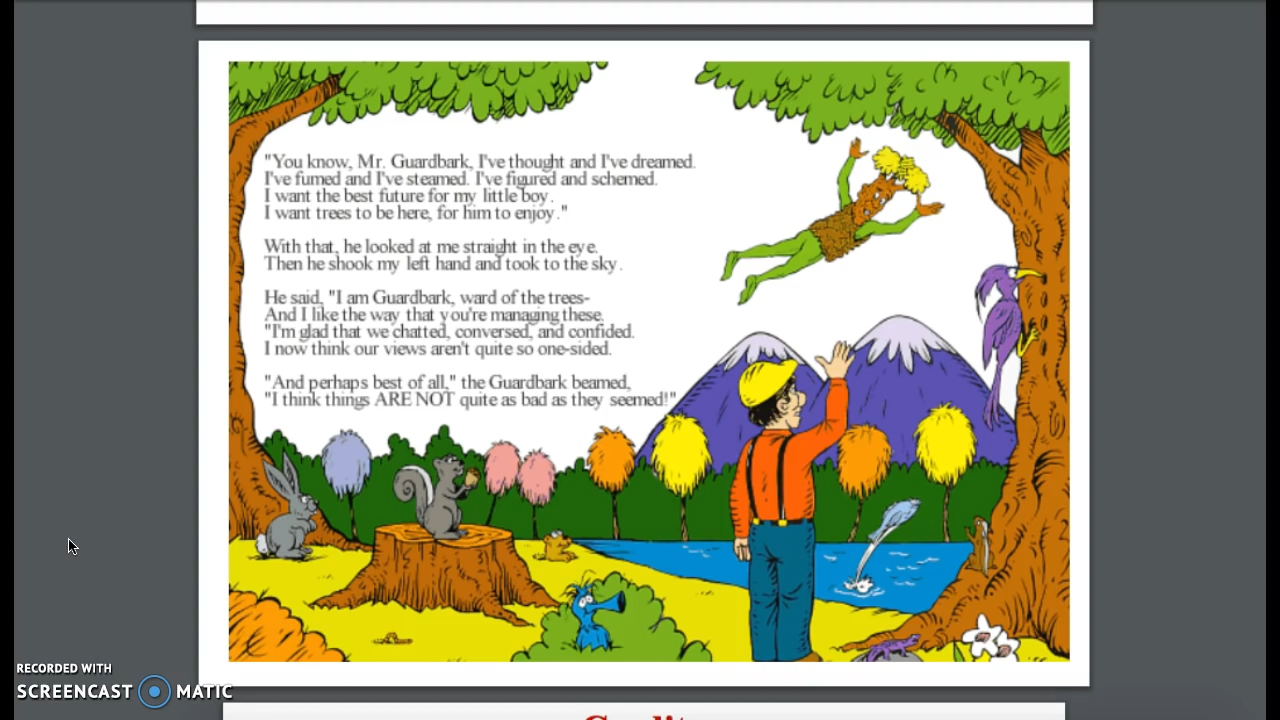 "You know, Mr. Guardbark, I've thought and I've dreamed.
I've fumed and I've steamed. I've figured and schemed.
I want the best future for my little boy.
I want trees to be here, for him to enjoy."
With that, he looked at me straight in the eye.
Then he shook my left hand and took to the sky.
He said, "I am Guardbark, ward of the trees-
And I like the way that you're managing these.
"I'm glad that we chatted, conversed, and confided.
I now think our views aren't quite so one-sided.
"And perhaps best of all," the Guardbark beamed,
"I think things ARE NOT quite as bad as they seemed!"
RECORDED WITH
SCREENCAST MATIC